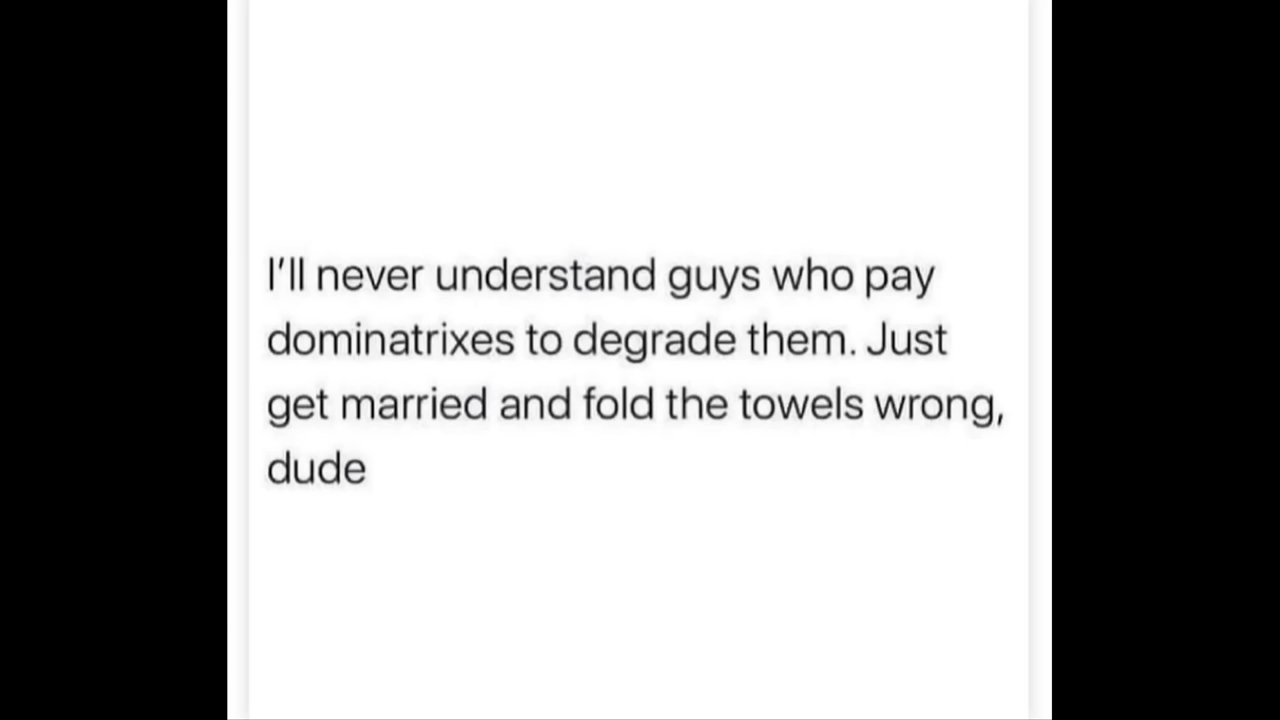 I'll never understand guys who pay
dominatrixes to degrade them. Just
get married and fold the towels wrong,
dude